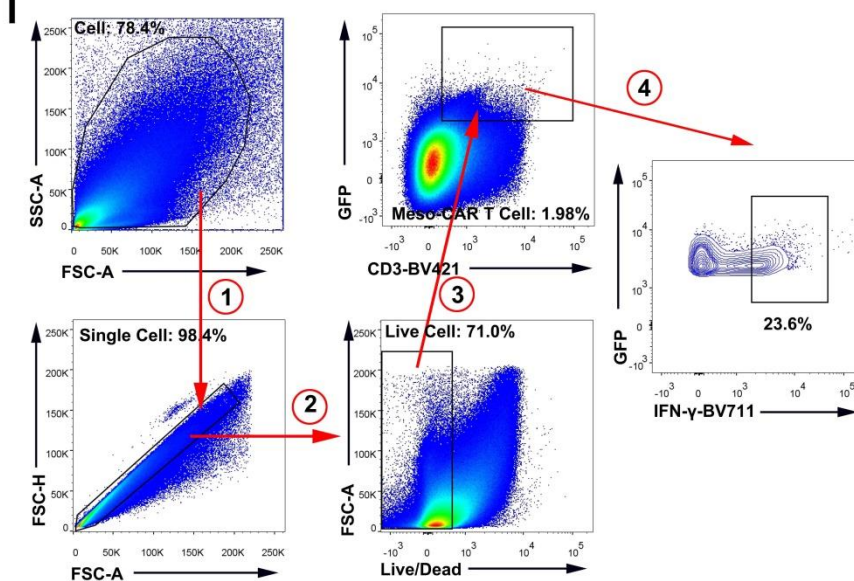 Cell: 78.4%
250K
200K
150K
100K
50K
0
SSC-A
0 50K 100K 150K 200K 250K
FSC-A
1
10^5
10^4
10^3
0
-10^3
GFP
Meso-CAR T Cell: 1.98%
-10^3 0 10^3 10^4 10^5
CD3-BV421
3
4
Single Cell: 98.4%
250K
200K
150K
100K
50K
0
FSC-H
0 50K 100K 150K 200K 250K
FSC-A
2
Live Cell: 71.0%
250K
200K
150K
100K
50K
0
FSC-A
-10^3 0 10^3 10^4 10^5
Live/Dead
10^5
10^4
10^3
0
-10^3
GFP
23.6%
-10^3 0 10^3 10^4 10^5
IFN-γ-BV711